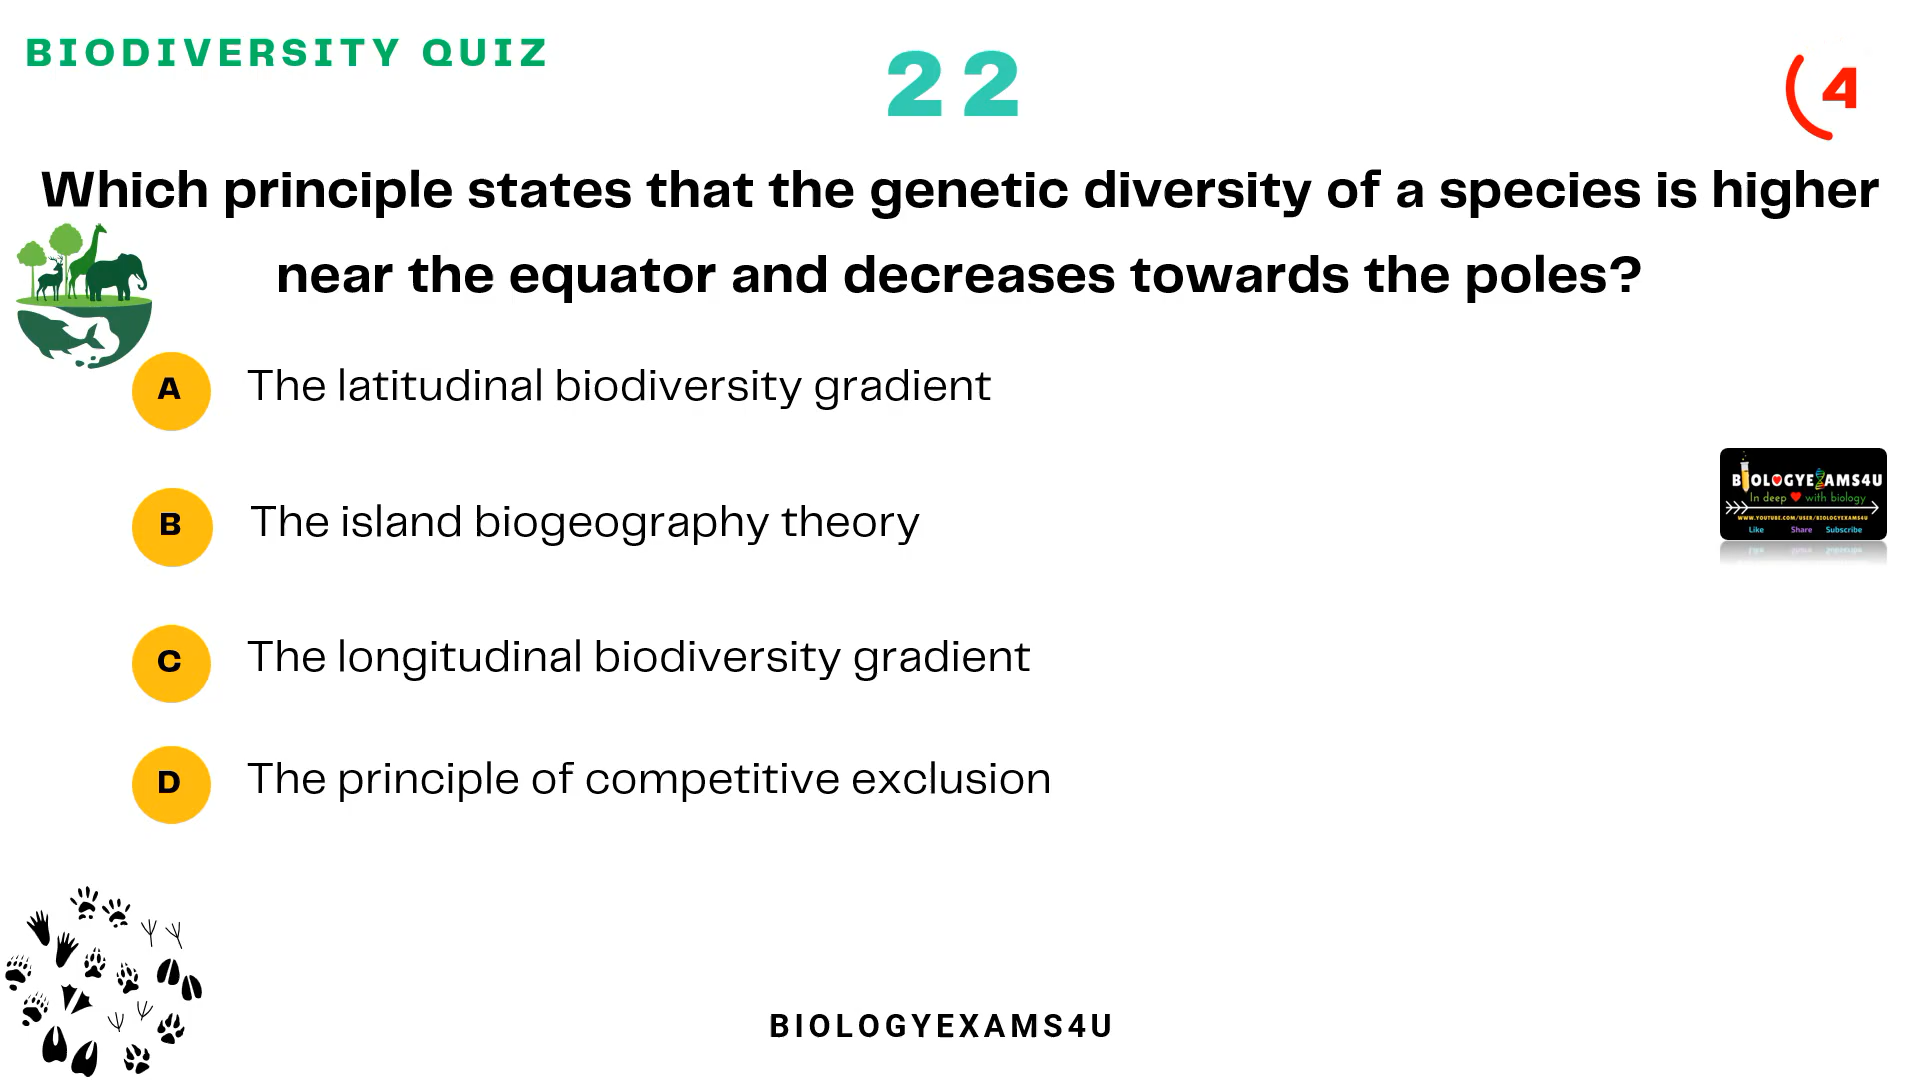 BIODIVERSITY QUIZ
22
4
Which principle states that the genetic diversity of a species is higher
near the equator and decreases towards the poles?
A The latitudinal biodiversity gradient
B The island biogeography theory
C The longitudinal biodiversity gradient
D The principle of competitive exclusion
BIOLOGYEXAMS4U
In deep with biology
WWW.YOUTUBE.COM/USER/BIOLOGYEXAMS4U
Like Share Subscribe
BIOLOGYEXAMS4U